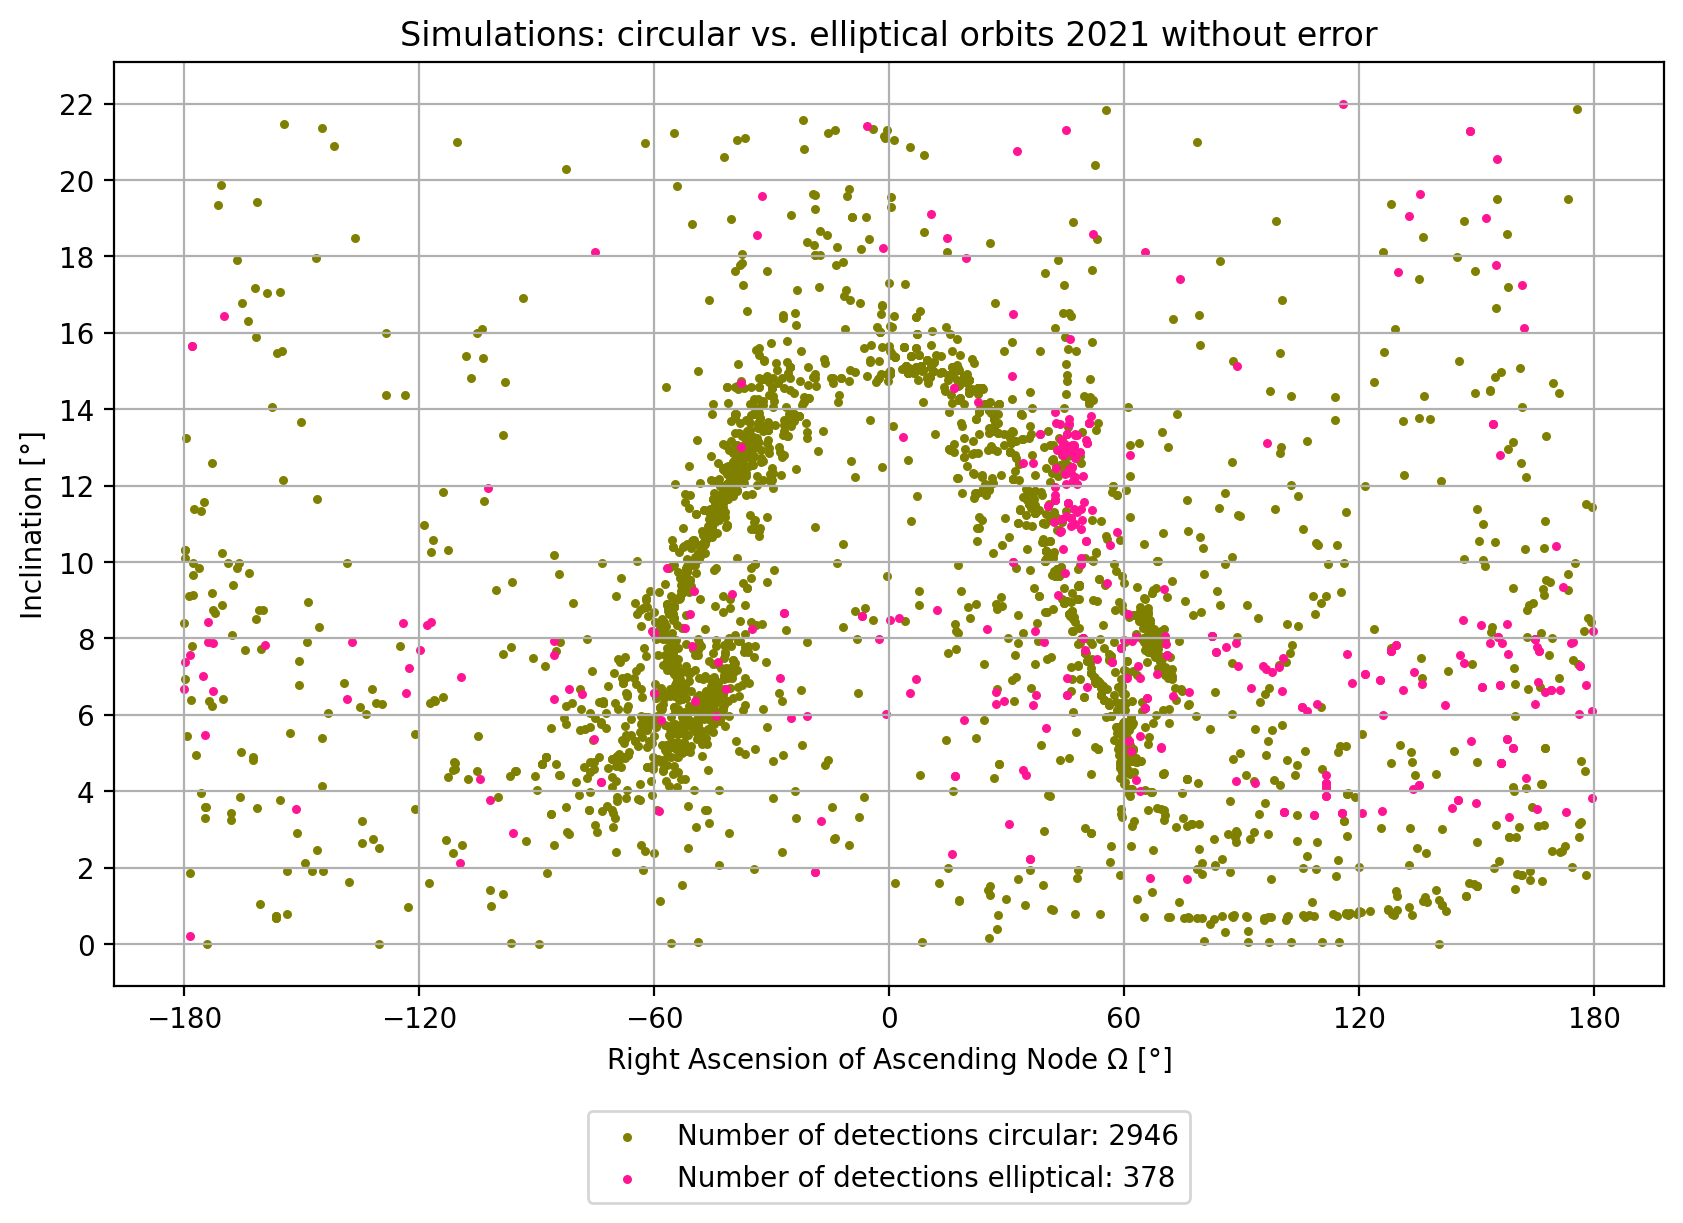 Simulations: circular vs. elliptical orbits 2021 without error
22
20
18
16
14
12
10
8
6
4
2
0
Inclination [°]
−180 −120 −60 0 60 120 180
Right Ascension of Ascending Node Ω [°]
Number of detections circular: 2946
Number of detections elliptical: 378